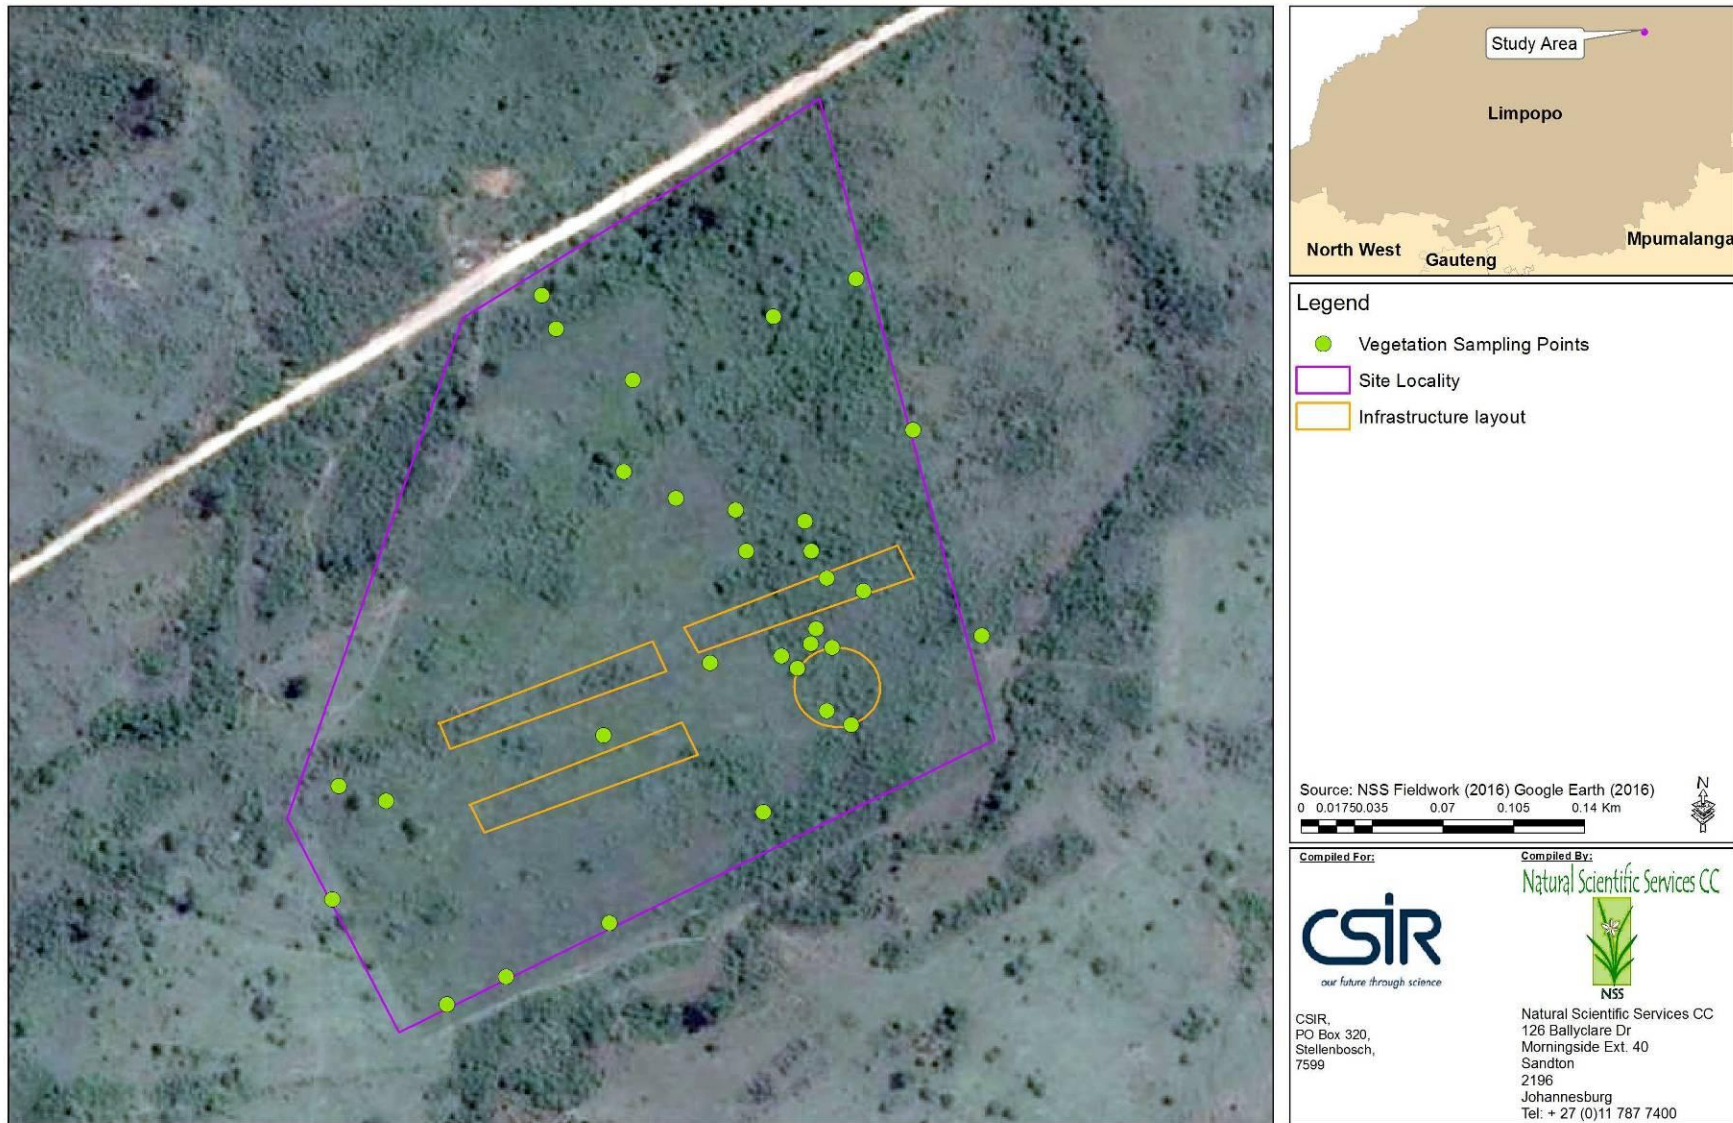 Study Area
Limpopo
North West
Gauteng
Mpumalanga
Legend
Vegetation Sampling Points
Site Locality
Infrastructure layout
Source: NSS Fieldwork (2016) Google Earth (2016)
0 0.01750.035 0.07 0.105 0.14 Km
N
Compiled For:
CSIR
our future through science
CSIR,
PO Box 320,
Stellenbosch,
7599
Compiled By:
Natural Scientific Services CC
NSS
Natural Scientific Services CC
126 Ballyclare Dr
Morningside Ext. 40
Sandton
2196
Johannesburg
Tel: + 27 (0)11 787 7400